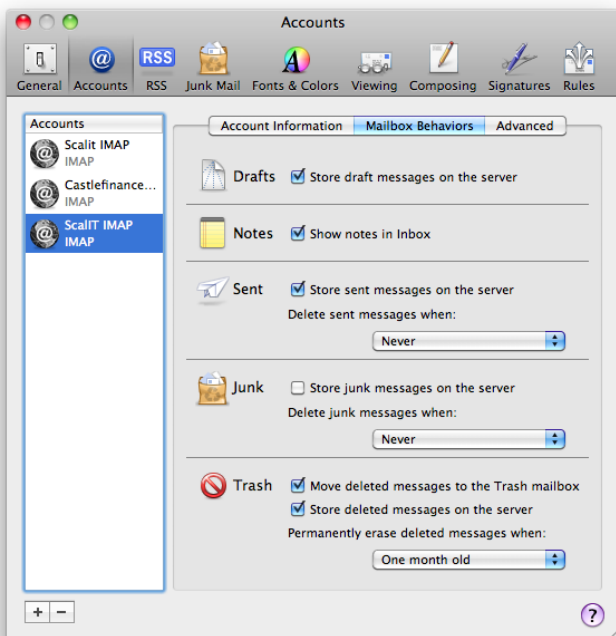 Accounts
General Accounts RSS RSS Junk Mail Fonts & Colors Viewing Composing Signatures Rules
Accounts
Scalit IMAP
IMAP
Castlefinance...
IMAP
ScalIT IMAP
IMAP
Account Information Mailbox Behaviors Advanced
Drafts Store draft messages on the server
Notes Show notes in Inbox
Sent Store sent messages on the server
Delete sent messages when:
Never
Junk Store junk messages on the server
Delete junk messages when:
Never
Trash Move deleted messages to the Trash mailbox
Store deleted messages on the server
Permanently erase deleted messages when:
One month old
+ − ?